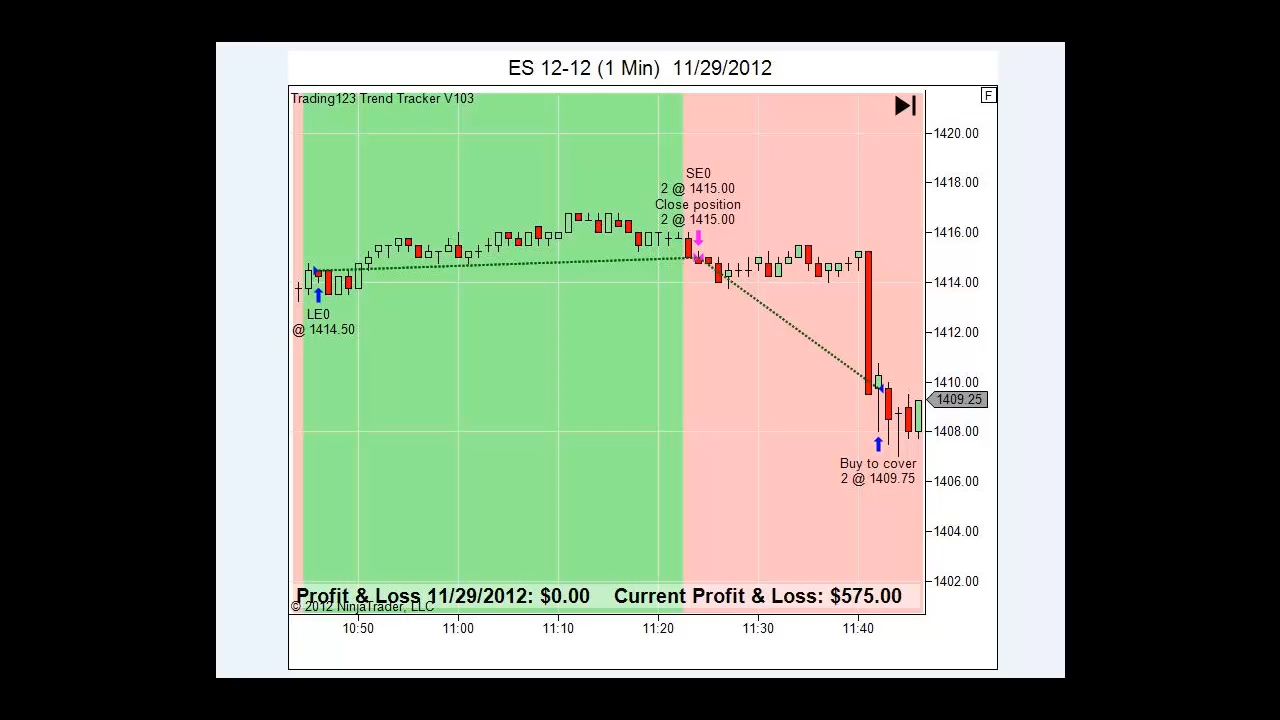 ES 12-12 (1 Min)  11/29/2012
Trading123 Trend Tracker V103
F
1420.00
1418.00
1416.00
1414.00
1412.00
1410.00
1409.25
1408.00
1406.00
1404.00
1402.00
SE0
2 @ 1415.00
Close position
2 @ 1415.00
LE0
@ 1414.50
Buy to cover
2 @ 1409.75
Profit & Loss 11/29/2012: $0.00    Current Profit & Loss: $575.00
© 2012 NinjaTrader, LLC
10:50 11:00 11:10 11:20 11:30 11:40